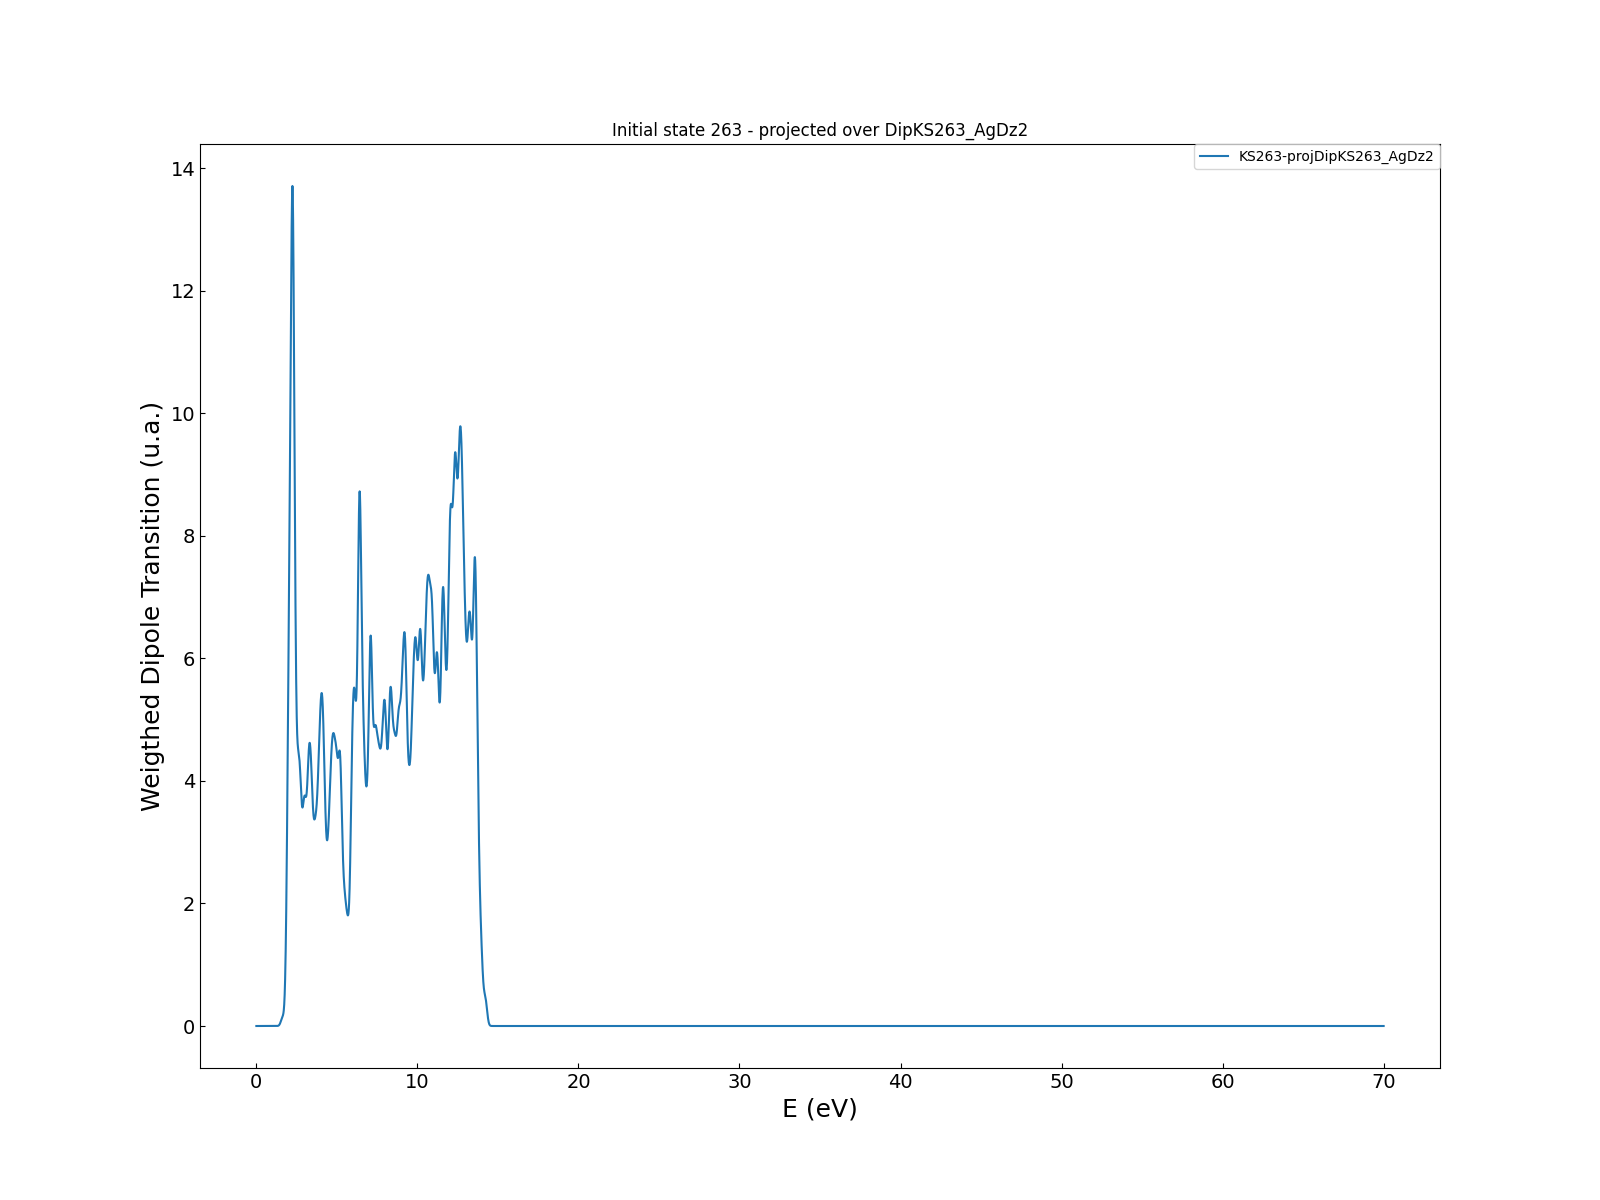 Initial state 263 - projected over DipKS263_AgDz2
KS263-projDipKS263_AgDz2
14
12
10
8
6
4
2
0
Weigthed Dipole Transition (u.a.)
0 10 20 30 40 50 60 70
E (eV)